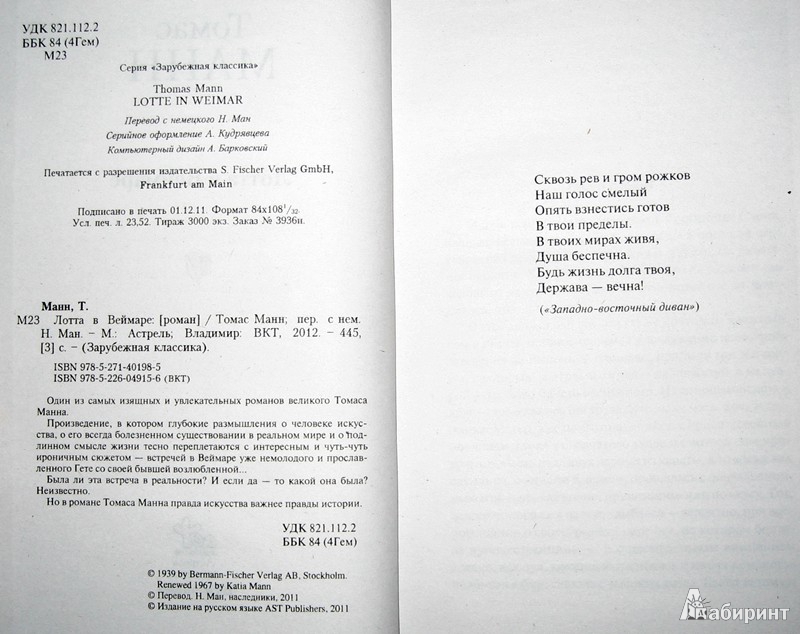 УДК 821.112.2
ББК 84 (4Гем)
М23
Серия «Зарубежная классика»
Thomas Mann
LOTTE IN WEIMAR
Перевод с немецкого Н. Ман
Серийное оформление А. Кудрявцева
Компьютерный дизайн А. Барковский
Печатается с разрешения издательства S. Fischer Verlag GmbH,
Frankfurt am Main
Подписано в печать 01.12.11. Формат 84х108 1/32.
Усл. печ. л. 23,52. Тираж 3000 экз. Заказ № 3936и.
Манн, Т.
М23 Лотта в Веймаре: [роман] / Томас Манн; пер. с нем.
Н. Ман. – М.: Астрель; Владимир: ВКТ, 2012. – 445,
[3] с. – (Зарубежная классика).
ISBN 978-5-271-40198-5
ISBN 978-5-226-04915-6 (ВКТ)
Один из самых изящных и увлекательных романов великого Томаса
Манна.
Произведение, в котором глубокие размышления о человеке искус-
ства, о его всегда болезненном существовании в реальном мире и о под-
линном смысле жизни тесно переплетаются с интересным и чуть-чуть
ироничным сюжетом — встречей в Веймаре уже немолодого и прослав-
ленного Гете со своей бывшей возлюбленной...
Была ли эта встреча в реальности? И если да — то какой она была?
Неизвестно.
Но в романе Томаса Манна правда искусства важнее правды истории.
УДК 821.112.2
ББК 84 (4Гем)
© 1939 by Bermann-Fischer Verlag AB, Stockholm.
Renewed 1967 by Katia Mann
© Перевод. Н. Ман, наследники, 2011
© Издание на русском языке AST Publishers, 2011
Сквозь рев и гром рожков
Наш голос смелый
Опять взнестись готов
В твои пределы.
В твоих мирах живя,
Душа беспечна.
Будь жизнь долга твоя,
Держава — вечна!
(«Западно-восточный диван»)
Лабиринт